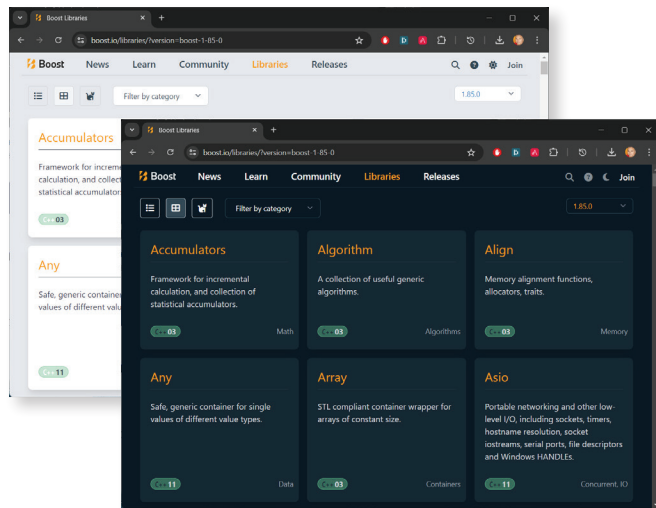 Boost Libraries
boost.io/libraries/?version=boost-1-85-0
Boost News Learn Community Libraries Releases Join
Filter by category 1.85.0
Accumulators
Framework for increme
calculation, and collect
statistical accumulator
C++ 03
Any
Safe, generic container
values of different valu
C++ 11
Boost Libraries
boost.io/libraries/?version=boost-1-85-0
Boost News Learn Community Libraries Releases Join
Filter by category 1.85.0
Accumulators
Framework for incremental
calculation, and collection of
statistical accumulators.
C++ 03 Math
Algorithm
A collection of useful generic
algorithms.
C++ 03 Algorithms
Align
Memory alignment functions,
allocators, traits.
C++ 03 Memory
Any
Safe, generic container for single
values of different value types.
C++ 11 Data
Array
STL compliant container wrapper for
arrays of constant size.
C++ 03 Containers
Asio
Portable networking and other low-
level I/O, including sockets, timers,
hostname resolution, socket
iostreams, serial ports, file descriptors
and Windows HANDLEs.
C++ 11 Concurrent, IO